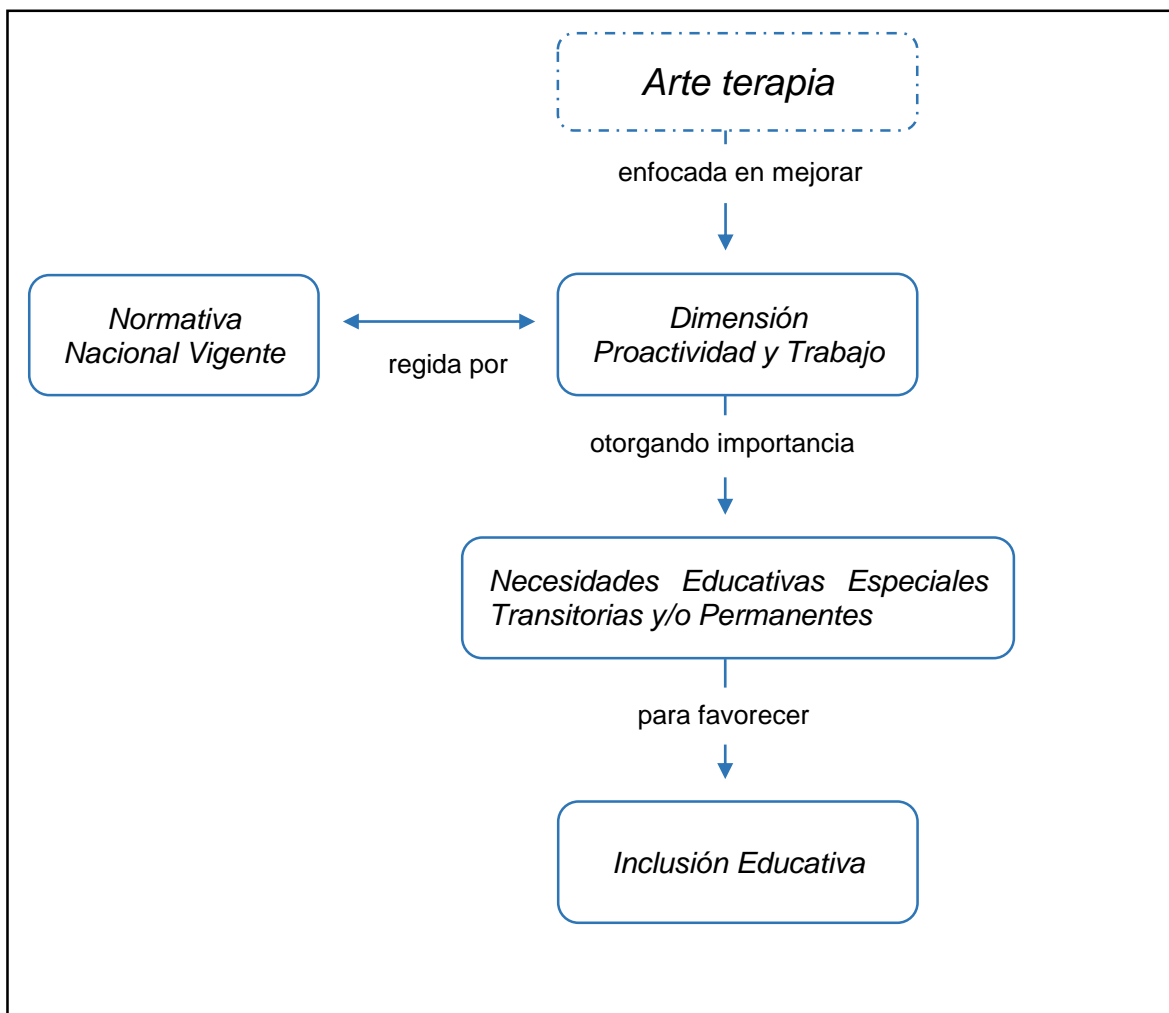 Arte terapia
enfocada en mejorar
Normativa
Nacional Vigente
regida por
Dimensión
Proactividad y Trabajo
otorgando importancia
Necesidades Educativas Especiales
Transitorias y/o Permanentes
para favorecer
Inclusión Educativa